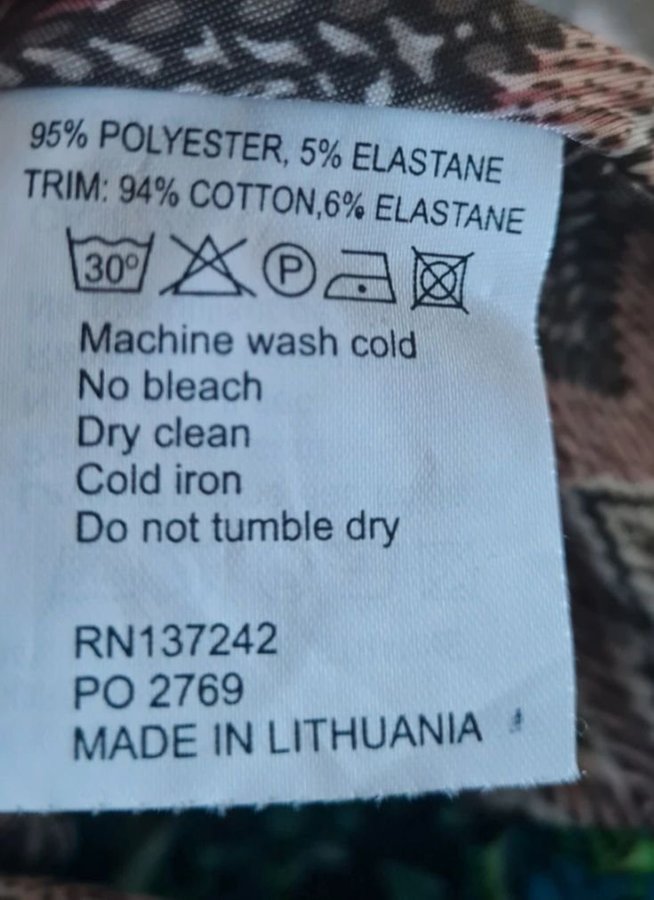 95% POLYESTER, 5% ELASTANE
TRIM: 94% COTTON,6% ELASTANE
30° P
Machine wash cold
No bleach
Dry clean
Cold iron
Do not tumble dry
RN137242
PO 2769
MADE IN LITHUANIA